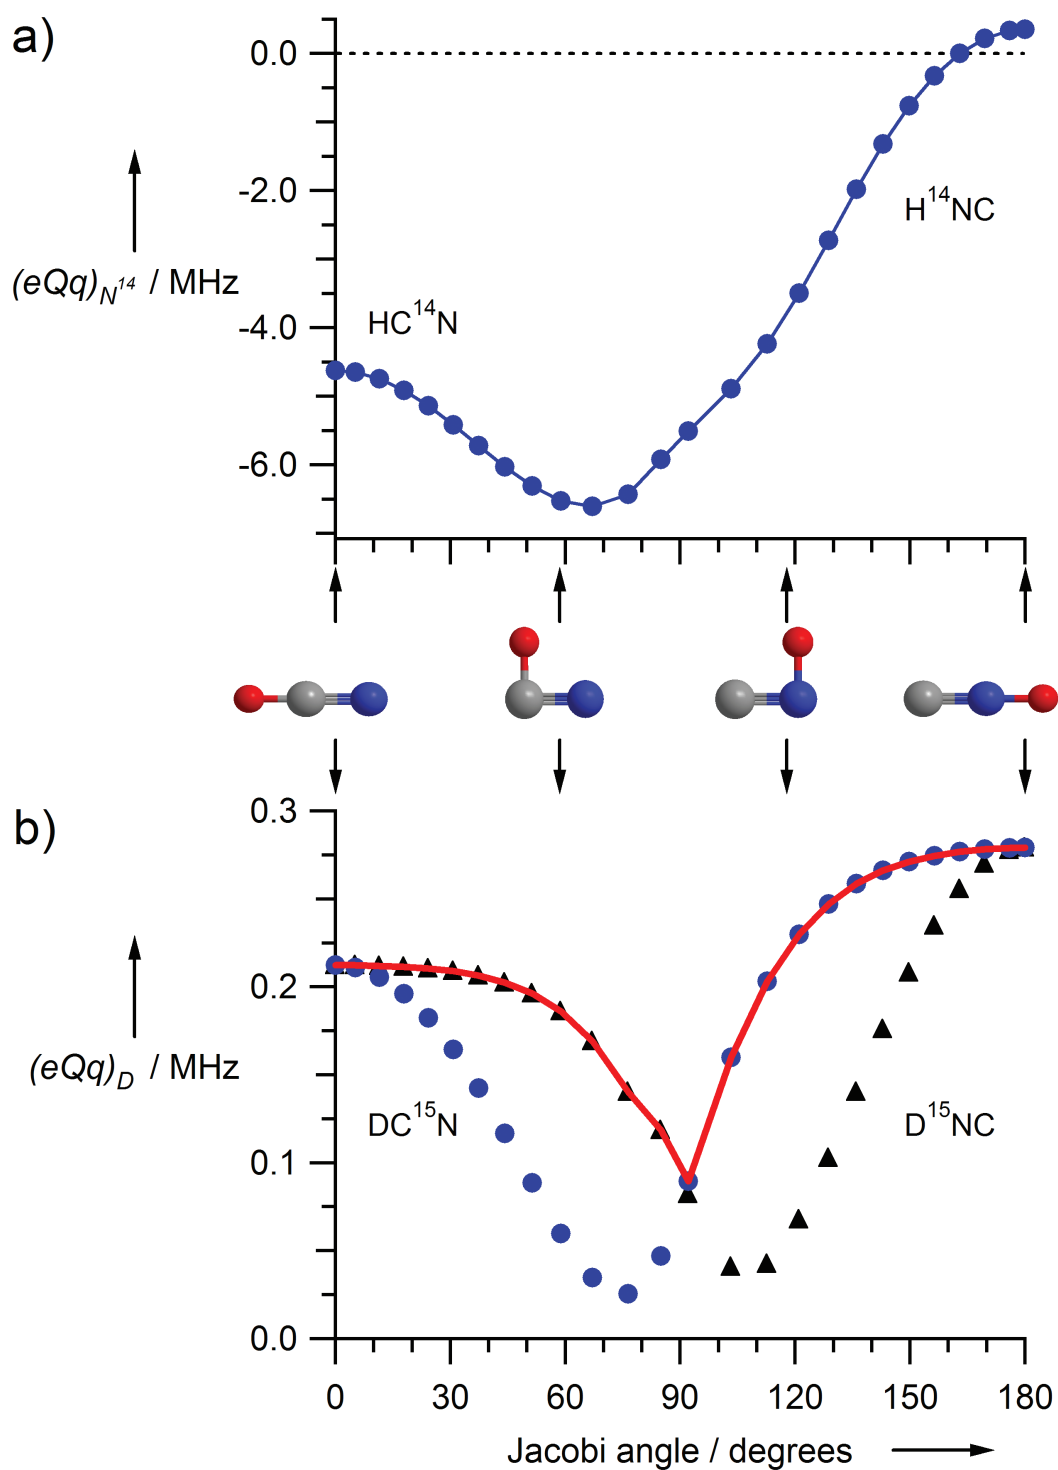 a)
0.0
-2.0
-4.0
-6.0
(eQq)N¹⁴ / MHz
HC¹⁴N
H¹⁴NC
b)
0.3
0.2
0.1
0.0
(eQq)D / MHz
DC¹⁵N
D¹⁵NC
0 30 60 90 120 150 180
Jacobi angle / degrees